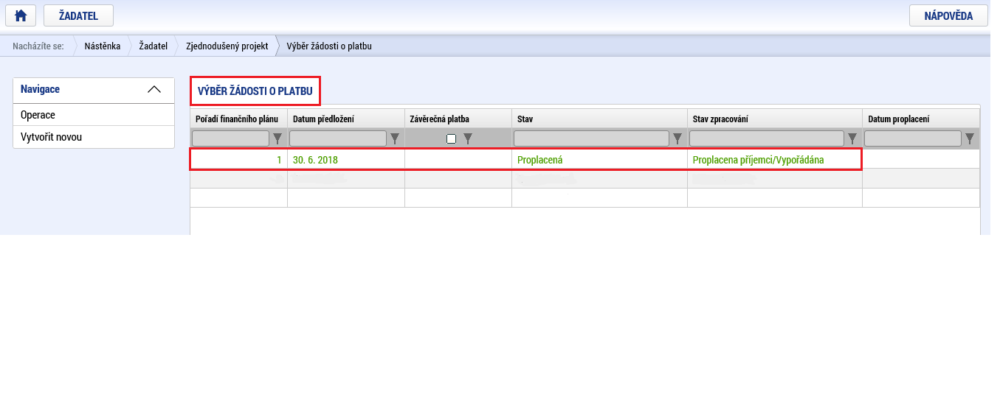 ŽADATEL
NÁPOVĚDA
Nacházíte se: Nástěnka Žadatel Zjednodušený projekt Výběr žádosti o platbu
Navigace
Operace
Vytvořit novou
VÝBĚR ŽÁDOSTI O PLATBU
Pořadí finančního plánu Datum předložení Závěrečná platba Stav Stav zpracování Datum proplacení
1 30. 6. 2018 Proplacená Proplacena příjemci/Vypořádána